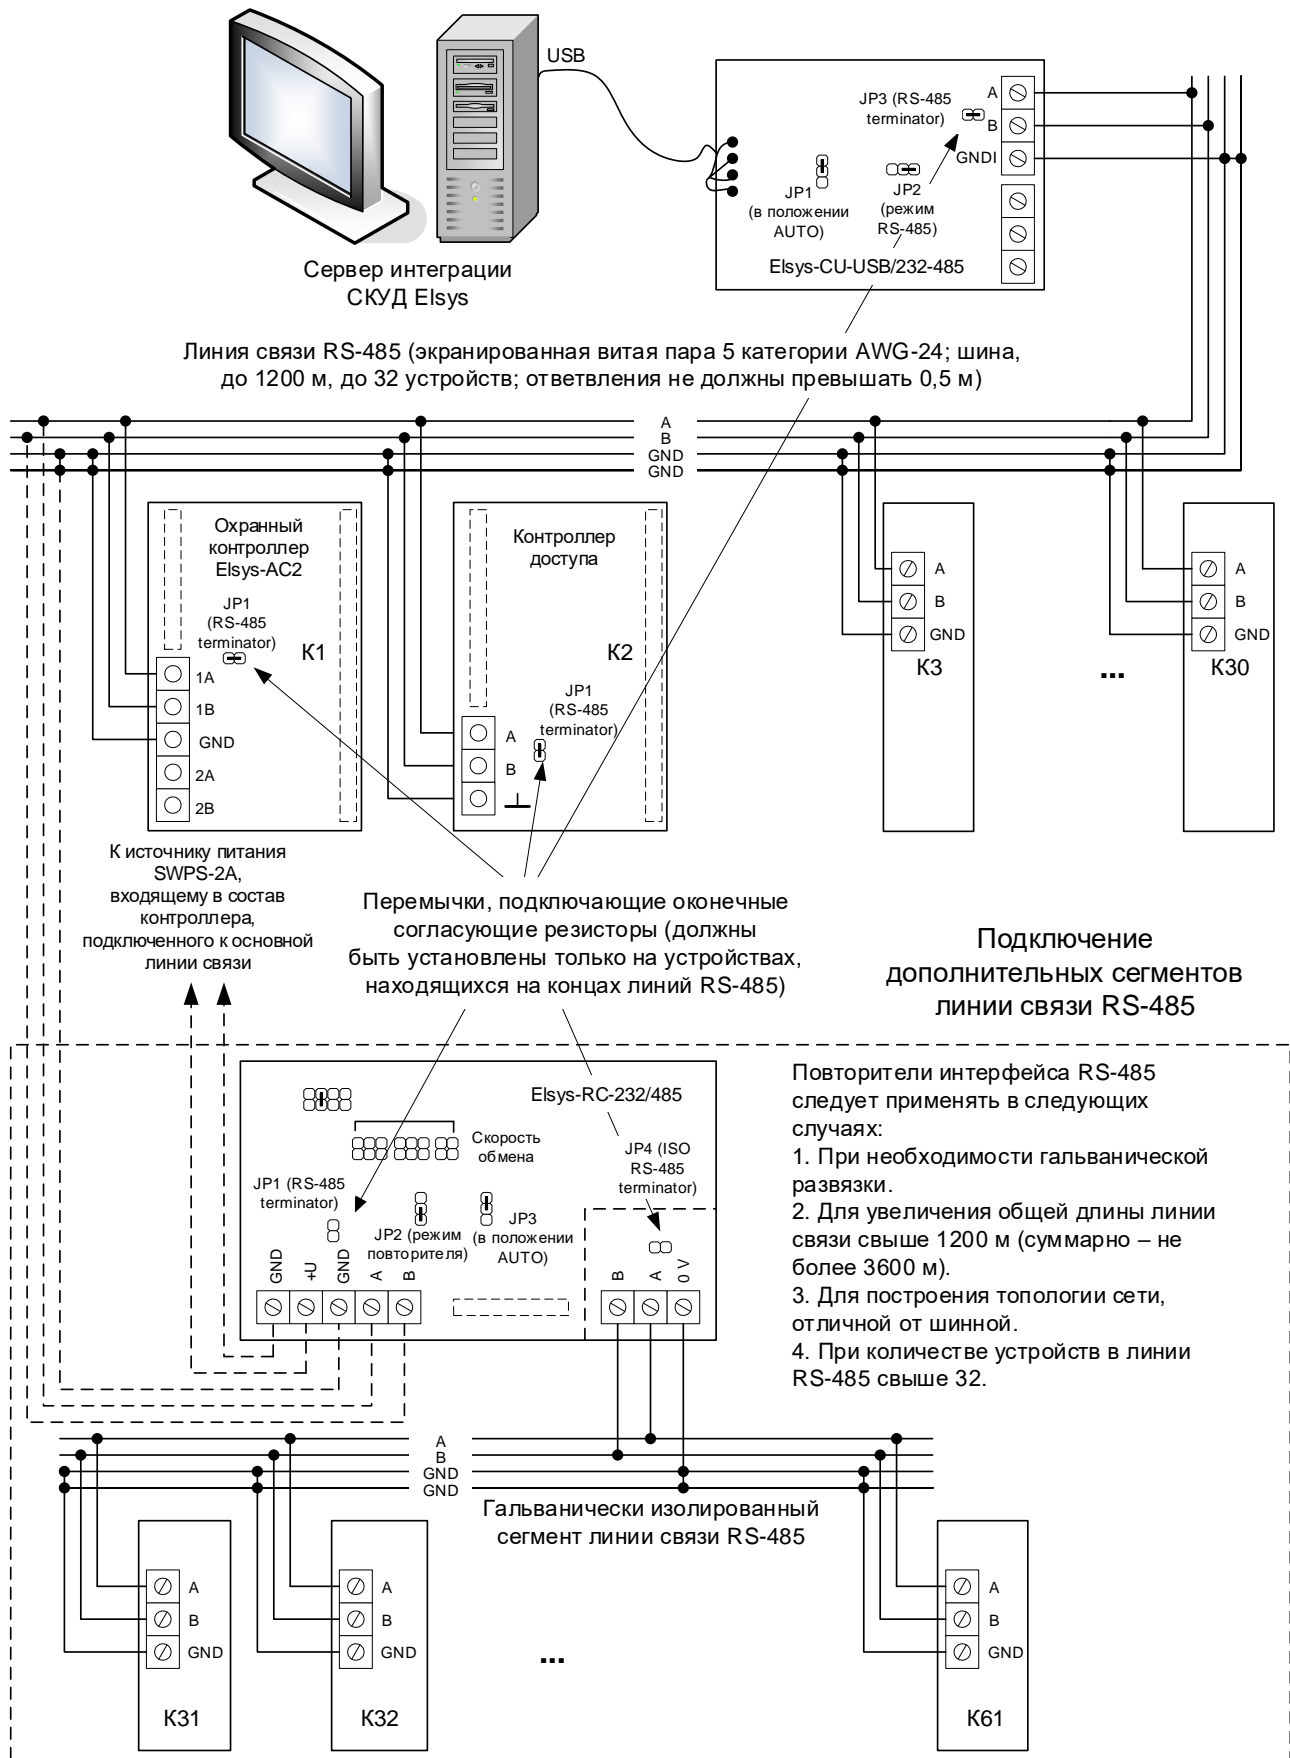 USB
Сервер интеграции
СКУД Elsys
JP3 (RS-485
terminator)
A
B
GNDI
JP1
(в положении
AUTO)
JP2
(режим
RS-485)
Elsys-CU-USB/232-485
Линия связи RS-485 (экранированная витая пара 5 категории AWG-24; шина,
до 1200 м, до 32 устройств; ответвления не должны превышать 0,5 м)
A
B
GND
GND
Охранный
контроллер
Elsys-AC2
JP1
(RS-485
terminator)
К1
1A
1B
GND
2A
2B
Контроллер
доступа
К2
JP1
(RS-485
terminator)
A
B
A
B
GND
К3
...
A
B
GND
К30
К источнику питания
SWPS-2A,
входящему в состав
контроллера,
подключенного к основной
линии связи
Перемычки, подключающие оконечные
согласующие резисторы (должны
быть установлены только на устройствах,
находящихся на концах линий RS-485)
Подключение
дополнительных сегментов
линии связи RS-485
Elsys-RC-232/485
Скорость
обмена
JP1 (RS-485
terminator)
JP2 (режим
повторителя)
JP3
(в положении
AUTO)
JP4 (ISO
RS-485
terminator)
GND
+U
GND
A
B
B
A
0 V
Повторители интерфейса RS-485
следует применять в следующих
случаях:
1. При необходимости гальванической
развязки.
2. Для увеличения общей длины линии
связи свыше 1200 м (суммарно – не
более 3600 м).
3. Для построения топологии сети,
отличной от шинной.
4. При количестве устройств в линии
RS-485 свыше 32.
A
B
GND
GND
Гальванически изолированный
сегмент линии связи RS-485
A
B
GND
К31
A
B
GND
К32
...
A
B
GND
К61